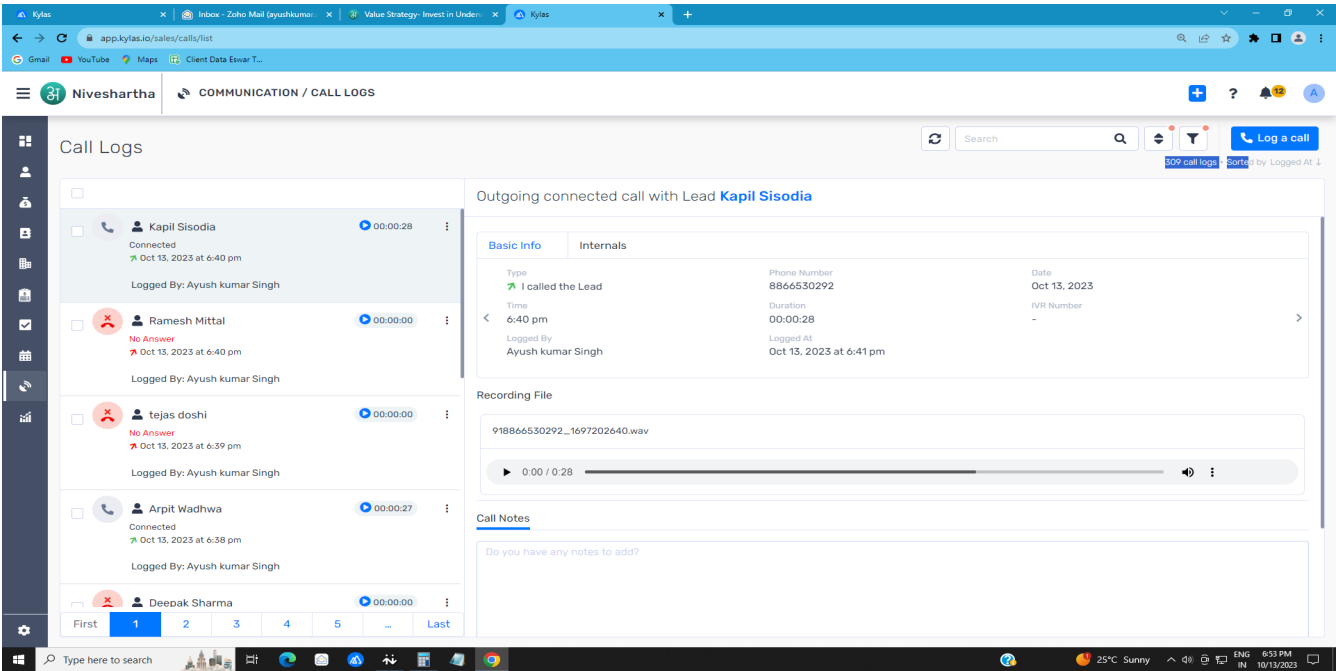 Kylas
Inbox - Zoho Mail (ayushkumar.
Value Strategy- Invest in Under
Kylas
app.kylas.io/sales/calls/list
Gmail
YouTube
Maps
Client Data Eswar T...
अ
Niveshartha
COMMUNICATION / CALL LOGS
?
12
A
Call Logs
Search
Log a call
309 call logs • Sorted by Logged At ↓
Kapil Sisodia
00:00:28
Connected
Oct 13, 2023 at 6:40 pm
Logged By: Ayush kumar Singh
Ramesh Mittal
00:00:00
No Answer
Oct 13, 2023 at 6:40 pm
Logged By: Ayush kumar Singh
tejas doshi
00:00:00
No Answer
Oct 13, 2023 at 6:39 pm
Logged By: Ayush kumar Singh
Arpit Wadhwa
00:00:27
Connected
Oct 13, 2023 at 6:38 pm
Logged By: Ayush kumar Singh
Deepak Sharma
00:00:00
First 1 2 3 4 5 ... Last
Outgoing connected call with Lead Kapil Sisodia
Basic Info
Internals
Type
I called the Lead
Phone Number
8866530292
Date
Oct 13, 2023
Time
6:40 pm
Duration
00:00:28
IVR Number
-
Logged By
Ayush kumar Singh
Logged At
Oct 13, 2023 at 6:41 pm
Recording File
918866530292_1697202640.wav
0:00 / 0:28
Call Notes
Do you have any notes to add?
Type here to search
25°C Sunny
ENG
IN
6:53 PM
10/13/2023